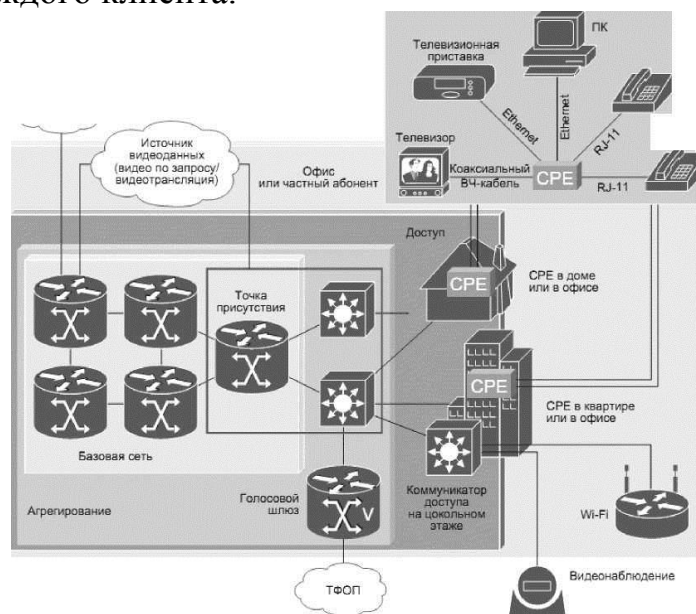 ждого клиента.
ПК
Телевизионная
приставка
Ethernet
Ethernet
RJ-11
Телевизор
Коаксиальный
ВЧ-кабель
CPE
RJ-11
Источник
видеоданных
(видео по запросу/
видеотрансляция)
Офис
или частный абонент
Доступ
CPE
CPE в доме
или в офисе
Точка
присутствия
CPE
CPE в квартире
или в офисе
Базовая сеть
Агрегирование
Голосовой
шлюз
V
Коммуникатор
доступа
на цокольном
этаже
Wi-Fi
ТФОП
Видеонаблюдение